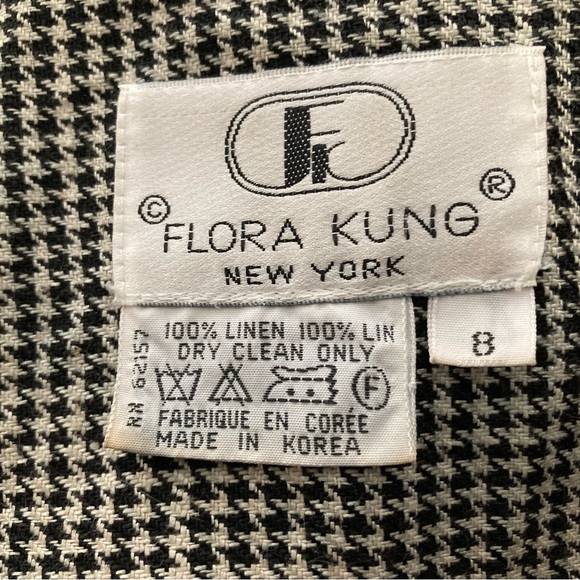 © FLORA KUNG ®
NEW YORK
8
RN 62157
100% LINEN 100% LIN
DRY CLEAN ONLY
F
FABRIQUE EN CORÉE
MADE IN KOREA